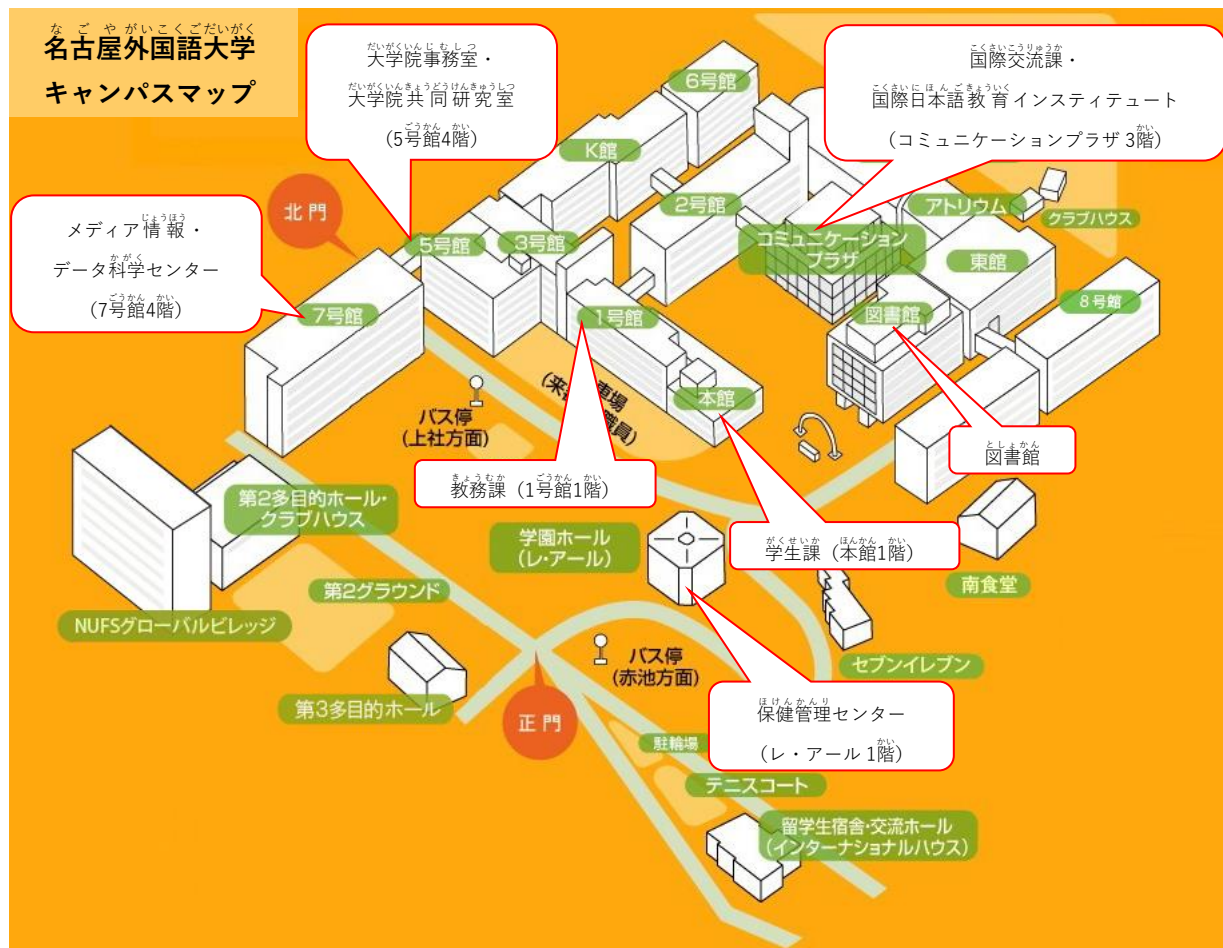 名古屋外国語大学
なごやがいこくごだいがく
キャンパスマップ
大学院事務室・
だいがくいんじむしつ
大学院共同研究室
だいがくいんきょうどうけんきゅうしつ
(5号館4階)
ごうかん かい
国際交流課・
こくさいこうりゅうか
国際日本語教育インスティテュート
こくさいにほんごきょういく
(コミュニケーションプラザ 3階)
かい
6号館
K館
2号館
アトリウム
クラブハウス
北門
メディア情報・
じょうほう
データ科学センター
かがく
(7号館4階)
ごうかん かい
5号館
3号館
コミュニケーション
プラザ
東館
8号館
7号館
1号館
図書館
バス停
(上社方面)
本館
図書館
としょかん
教務課 (1号館1階)
きょうむか ごうかん かい
第2多目的ホール・
クラブハウス
学園ホール
(レ・アール)
学生課 (本館1階)
がくせいか ほんかん かい
南食堂
第2グラウンド
NUFSグローバルビレッジ
セブンイレブン
バス停
(赤池方面)
第3多目的ホール
正門
保健管理センター
ほけんかんり
(レ・アール 1階)
かい
駐輪場
テニスコート
留学生宿舎・交流ホール
(インターナショナルハウス)